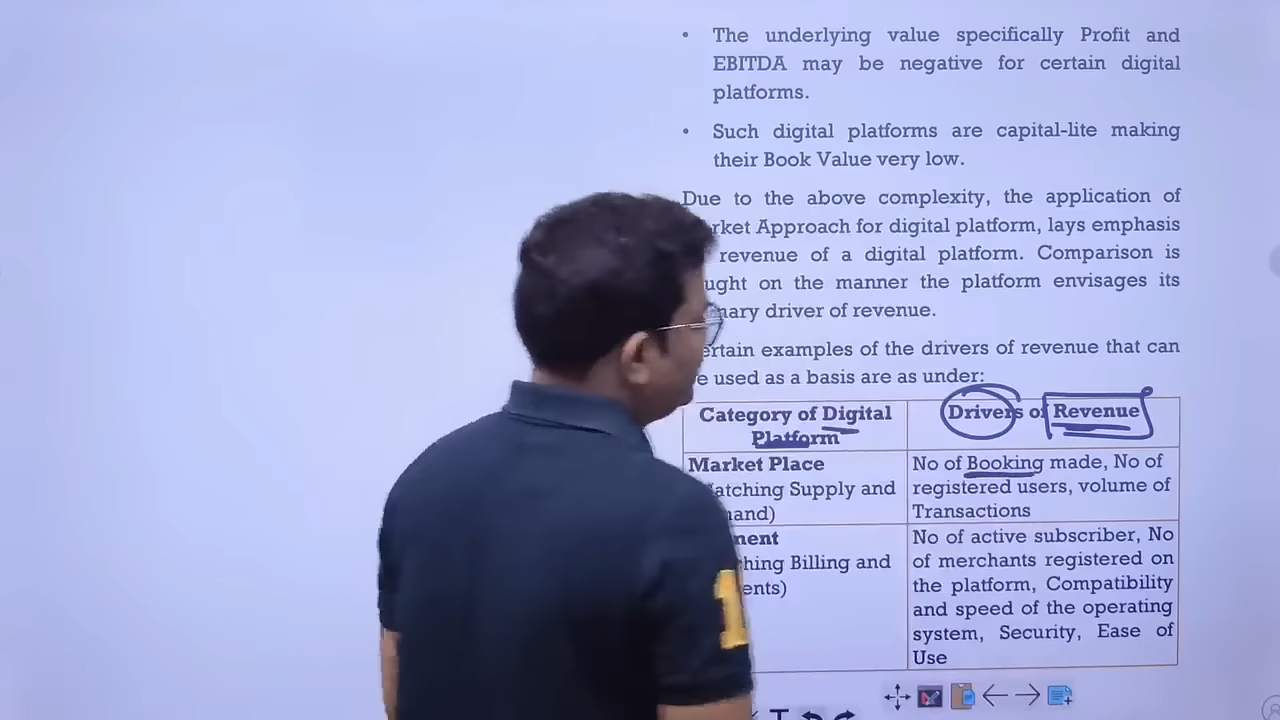 • The underlying value specifically Profit and
EBITDA may be negative for certain digital
platforms.
• Such digital platforms are capital-lite making
their Book Value very low.
Due to the above complexity, the application of
rket Approach for digital platform, lays emphasis
revenue of a digital platform. Comparison is
ught on the manner the platform envisages its
mary driver of revenue.
ertain examples of the drivers of revenue that can
e used as a basis are as under:
Category of Digital Platform
Drivers of Revenue
Market Place
atching Supply and
and)
No of Booking made, No of
registered users, volume of
Transactions
ment
hing Billing and
ents)
No of active subscriber, No
of merchants registered on
the platform, Compatibility
and speed of the operating
system, Security, Ease of
Use
1